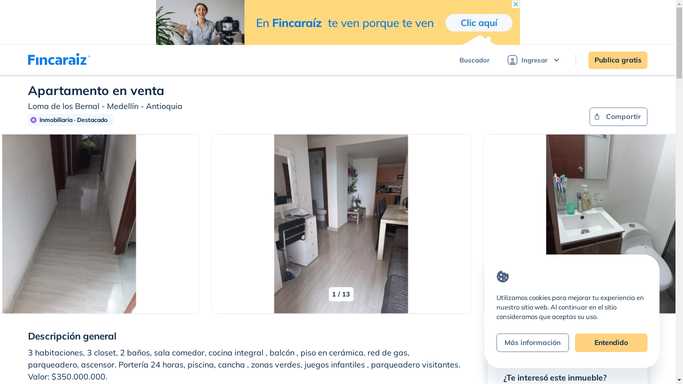 En Fincaraíz te ven porque te ven
Clic aquí
Fincaraíz
Buscador
Ingresar
Publica gratis
Apartamento en venta
Loma de los Bernal - Medellín - Antioquia
Inmobiliaria - Destacado
Compartir
1 / 13
Utilizamos cookies para mejorar tu experiencia en
nuestro sitio web. Al continuar en el sitio
consideramos que aceptas su uso.
Más información
Entendido
Descripción general
3 habitaciones, 3 closet, 2 baños, sala comedor, cocina integral , balcón , piso en cerámica. red de gas,
parqueadero, ascensor. Portería 24 horas, piscina, cancha , zonas verdes, juegos infantiles , parqueadero visitantes.
Valor: $350.000.000.
¿Te interesó este inmueble?